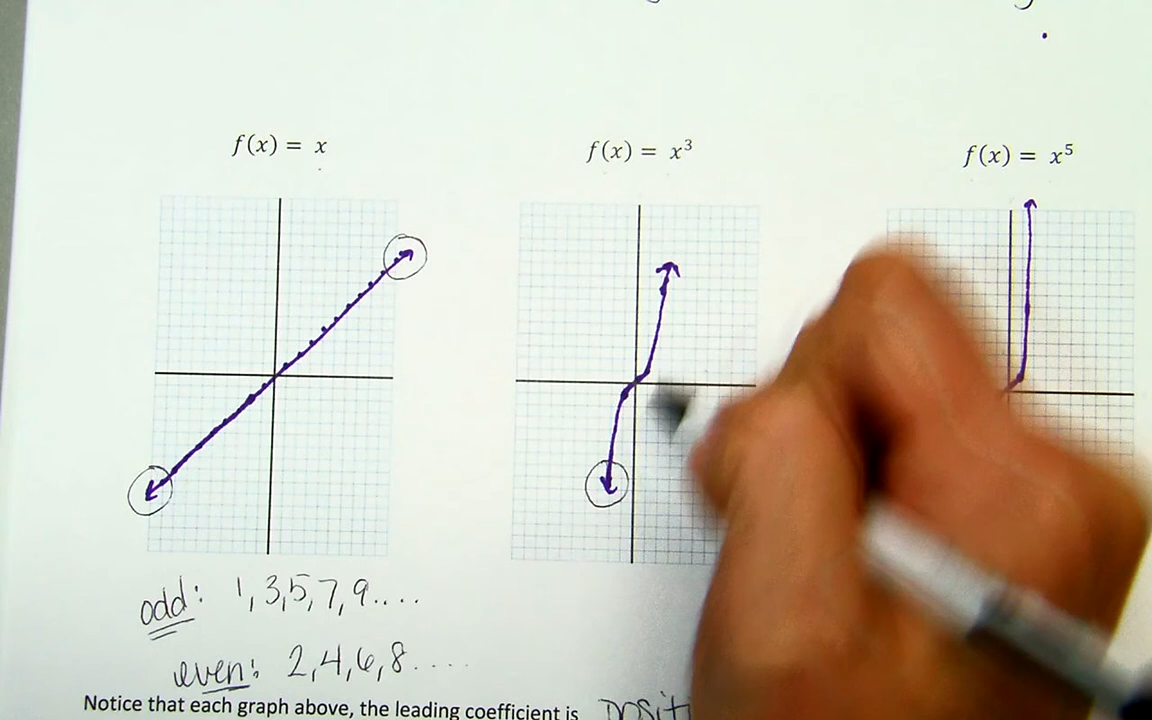 f(x) = x
f(x) = x³
f(x) = x⁵
odd: 1,3,5,7,9....
even: 2,4,6,8....
Notice that each graph above, the leading coefficient is positi